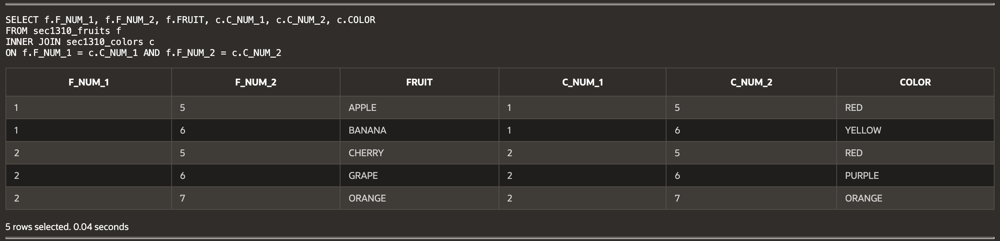 SELECT f.F_NUM_1, f.F_NUM_2, f.FRUIT, c.C_NUM_1, c.C_NUM_2, c.COLOR
FROM sec1310_fruits f
INNER JOIN sec1310_colors c
ON f.F_NUM_1 = c.C_NUM_1 AND f.F_NUM_2 = c.C_NUM_2
F_NUM_1 F_NUM_2 FRUIT C_NUM_1 C_NUM_2 COLOR
1 5 APPLE 1 5 RED
1 6 BANANA 1 6 YELLOW
2 5 CHERRY 2 5 RED
2 6 GRAPE 2 6 PURPLE
2 7 ORANGE 2 7 ORANGE
5 rows selected. 0.04 seconds